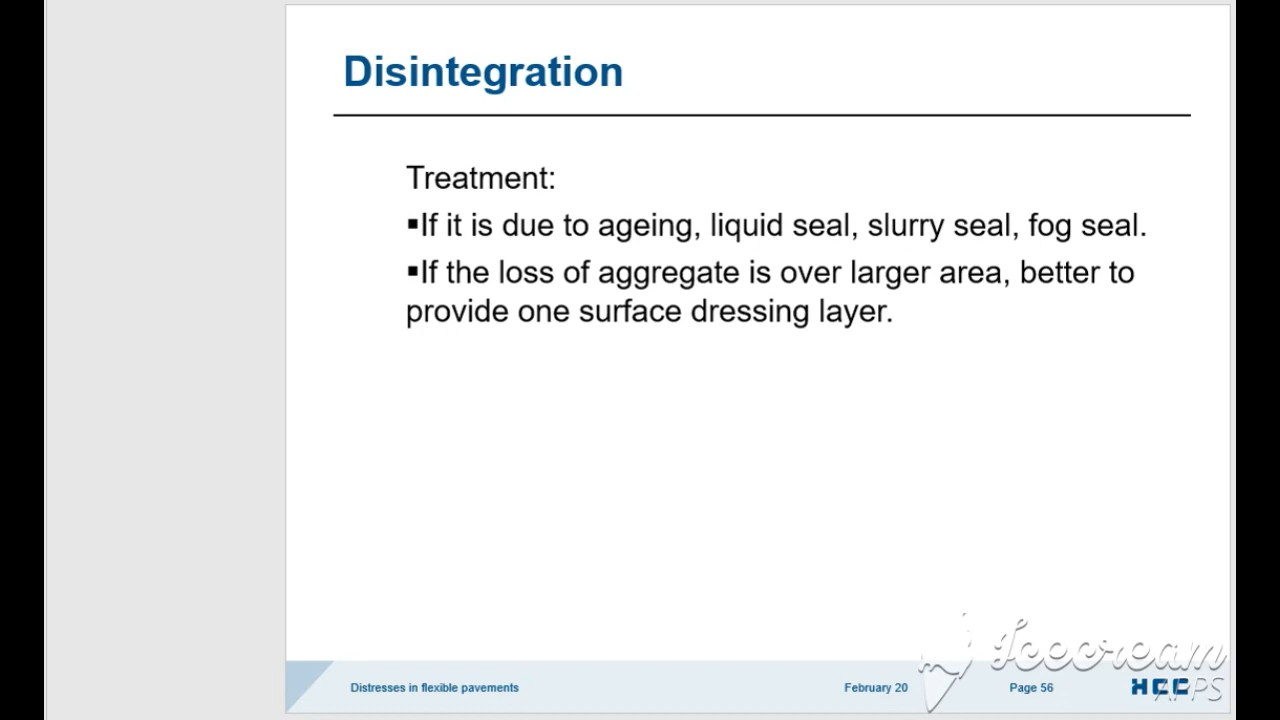 Disintegration
Treatment:
▪If it is due to ageing, liquid seal, slurry seal, fog seal.
▪If the loss of aggregate is over larger area, better to
provide one surface dressing layer.
Distresses in flexible pavements
February 20
Page 56
HCC
Icecream
APPS